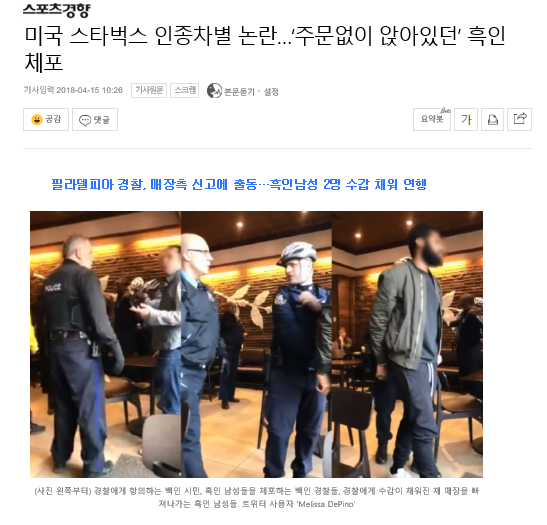 스포츠경향
미국 스타벅스 인종차별 논란…‘주문없이 앉아있던’ 흑인
체포
기사입력 2018-04-15 10:26 기사원문 스크랩 본문듣기 · 설정
공감 댓글 요약봇 beta 가
필라델피아 경찰, 매장측 신고에 출동…흑인남성 2명 수갑 채워 연행
POLICE
(사진 왼쪽부터) 경찰에게 항의하는 백인 시민, 흑인 남성들을 체포하는 백인 경찰들, 경찰에게 수갑이 채워진 채 매장을 빠
져나가는 흑인 남성들. 트위터 사용자 ‘Melissa DePino’